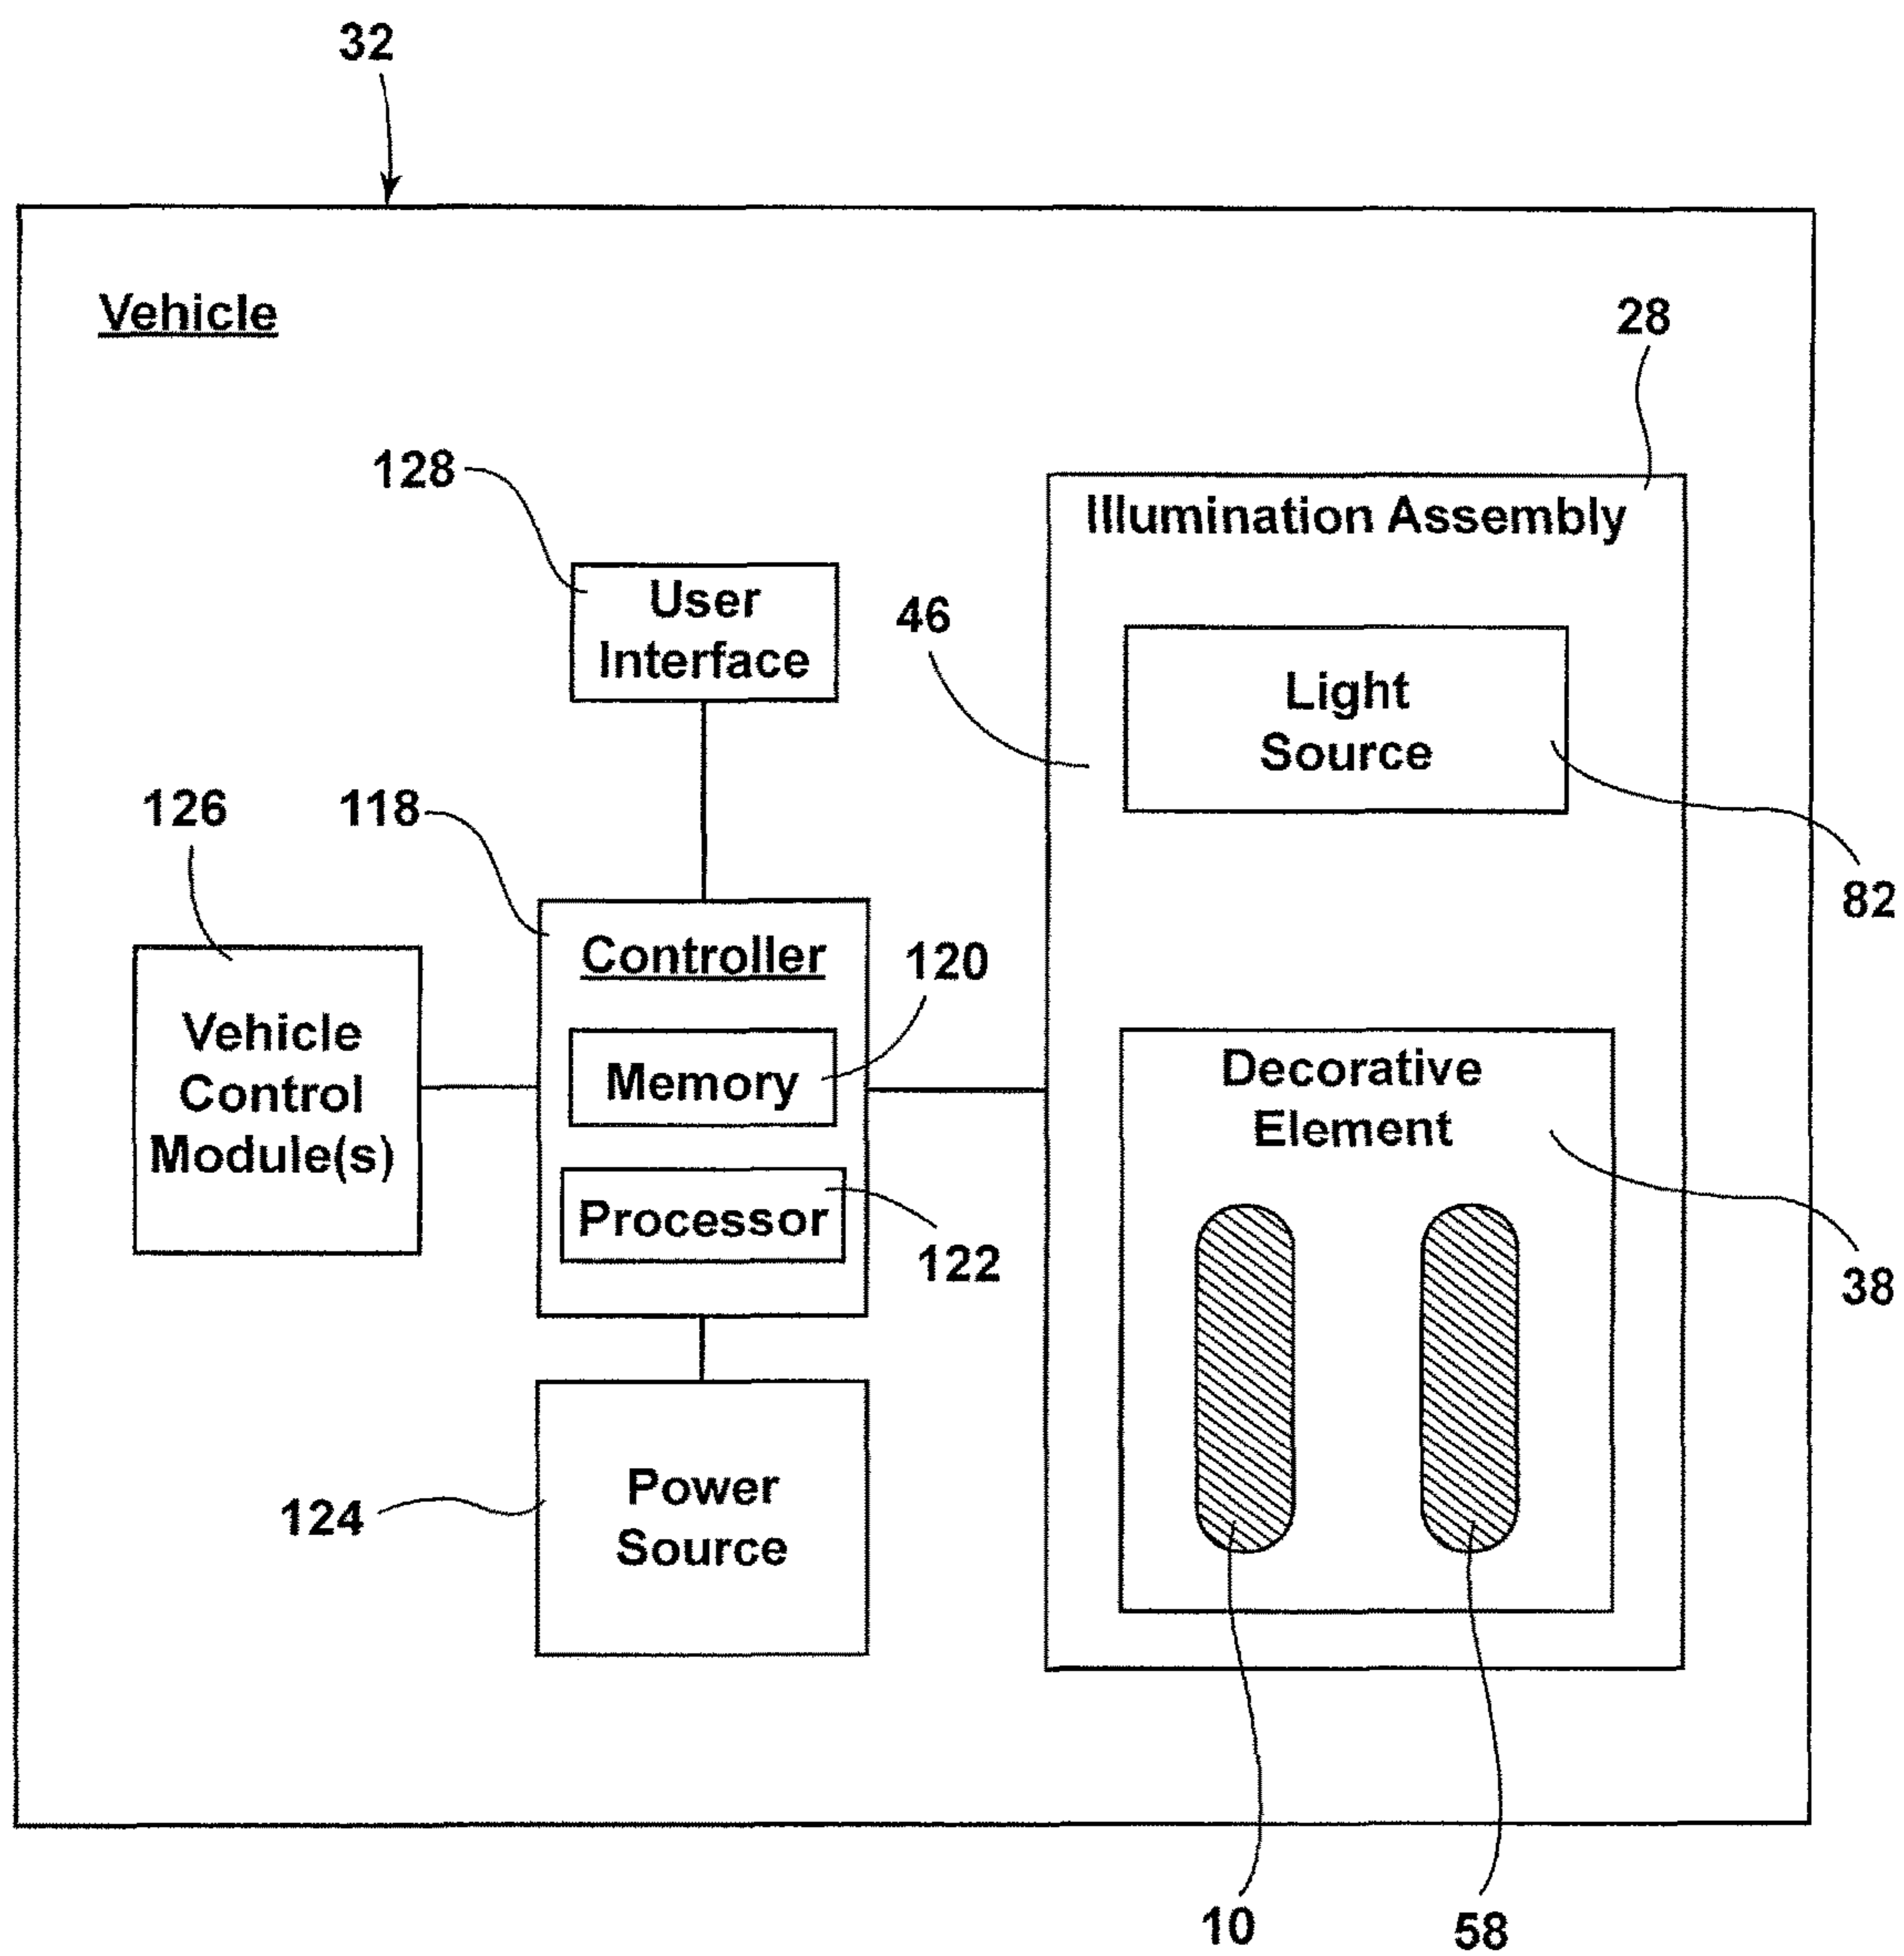 32
Vehicle
28
Illumination Assembly
128
User
Interface
46
Light
Source
82
126
118
Controller
120
Memory
Vehicle
Control
Module(s)
Processor
122
Decorative
Element
38
124
Power
Source
10
58